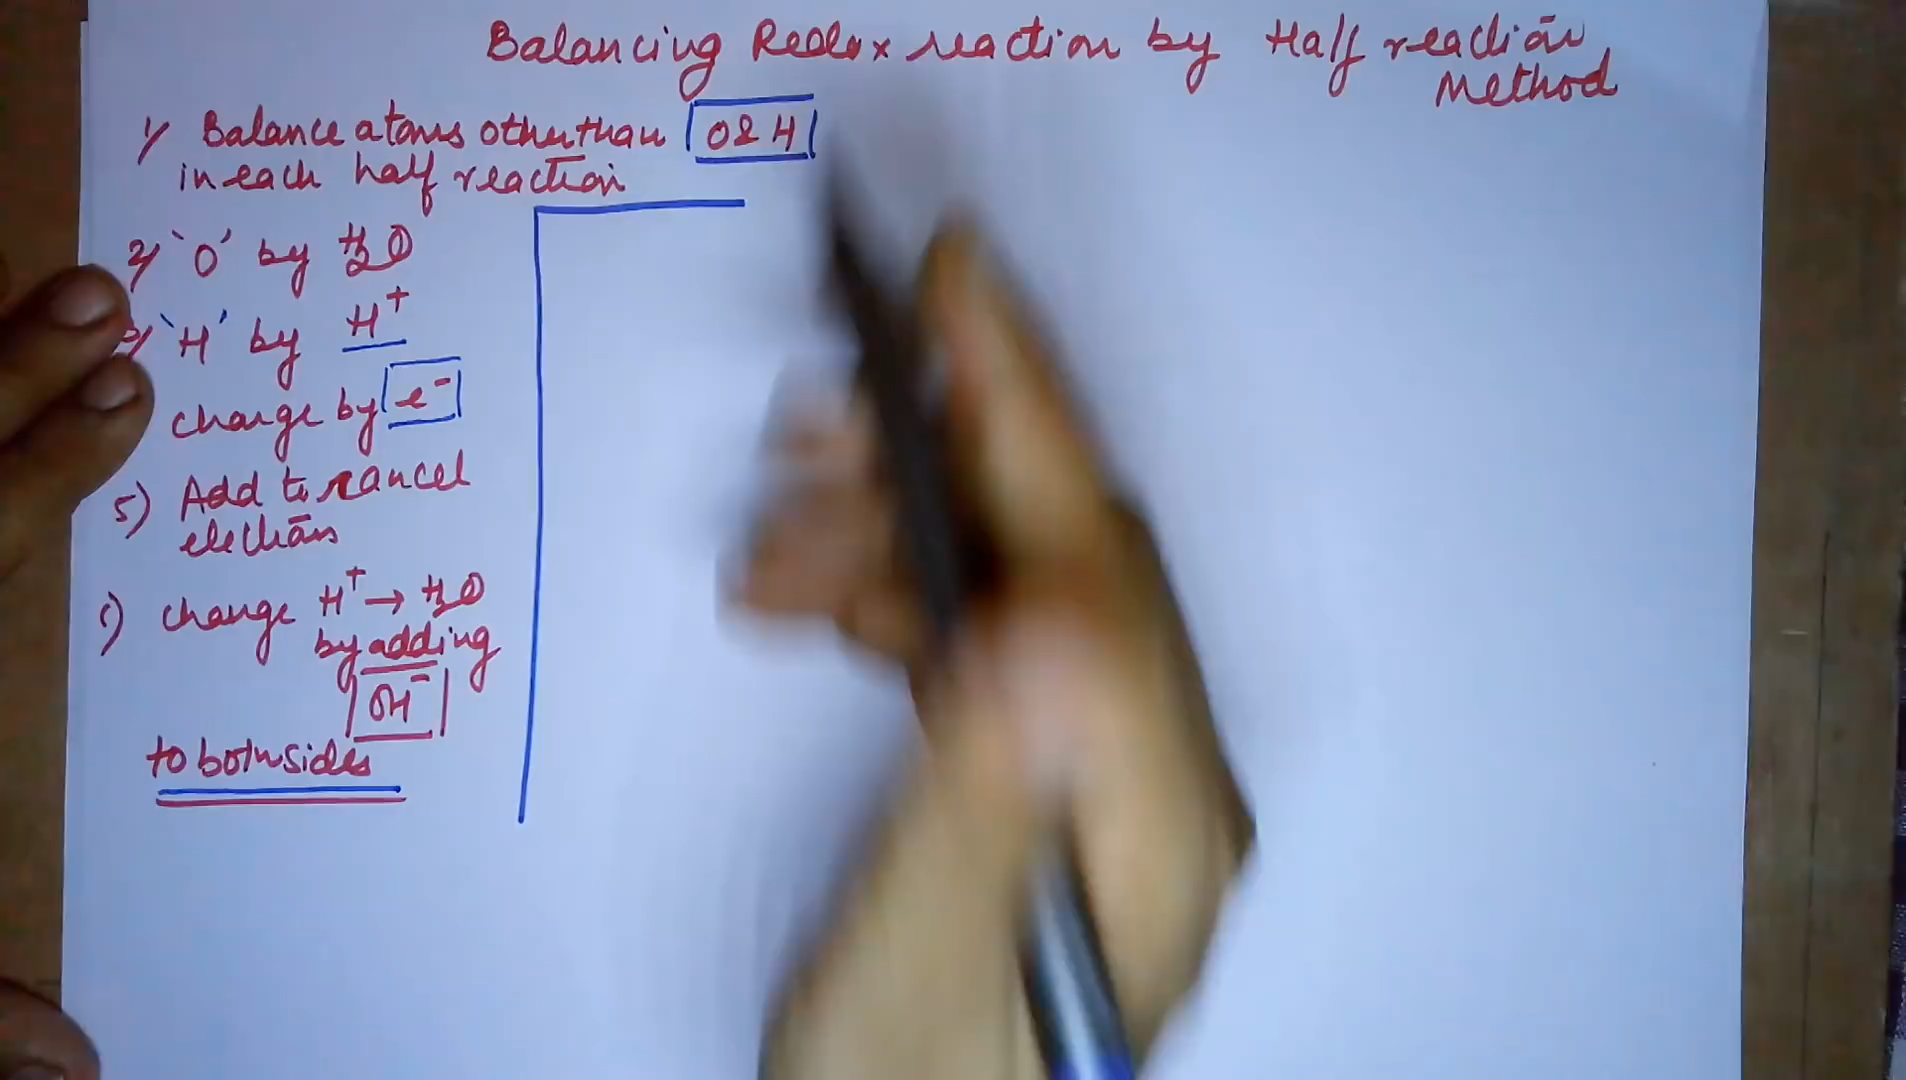 Balancing Redox reaction by Half reaction
Method
1) Balance atoms other than O & H
in each half reaction
2) 'O' by H2O
'H' by H+
charge by e-
5) Add to cancel
electrons
) change H+ → H2O
by adding
OH-
to both sides